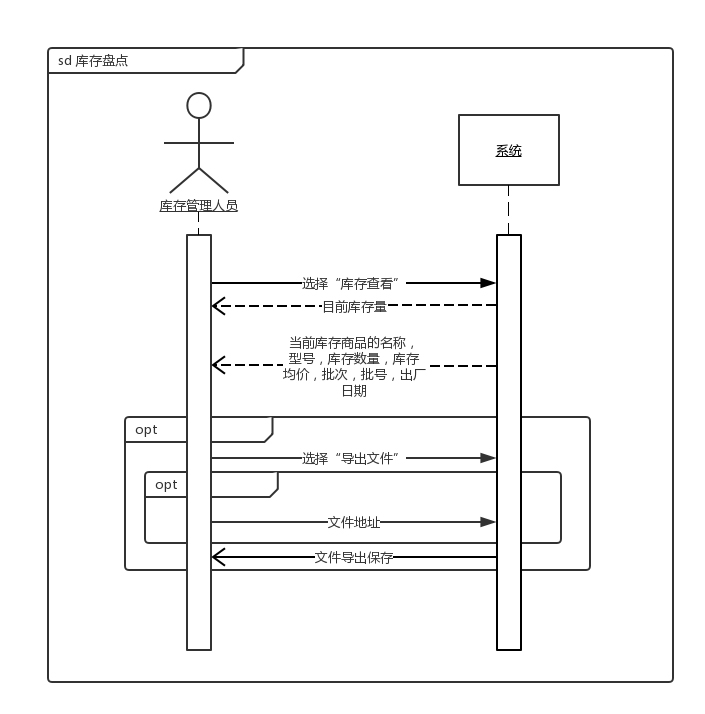 sd 库存盘点
系统
库存管理人员
选择“库存查看”
目前库存量
当前库存商品的名称，
型号，库存数量，库存
均价，批次，批号，出厂
日期
opt
选择“导出文件”
opt
文件地址
文件导出保存